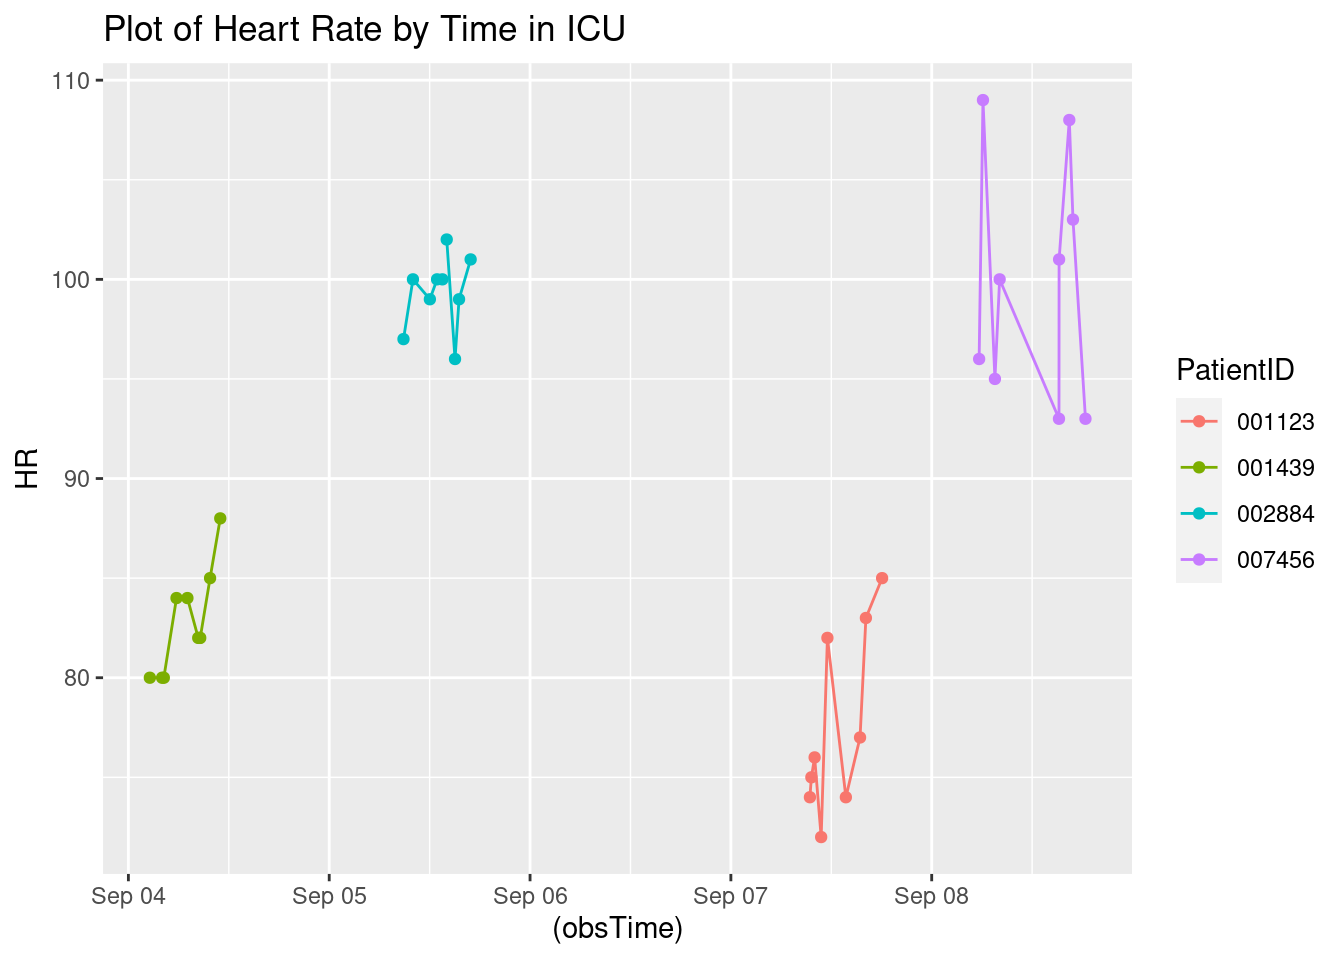 Plot of Heart Rate by Time in ICU
110
100
90
80
HR
Sep 04
Sep 05
Sep 06
Sep 07
Sep 08
(obsTime)
PatientID
001123
001439
002884
007456